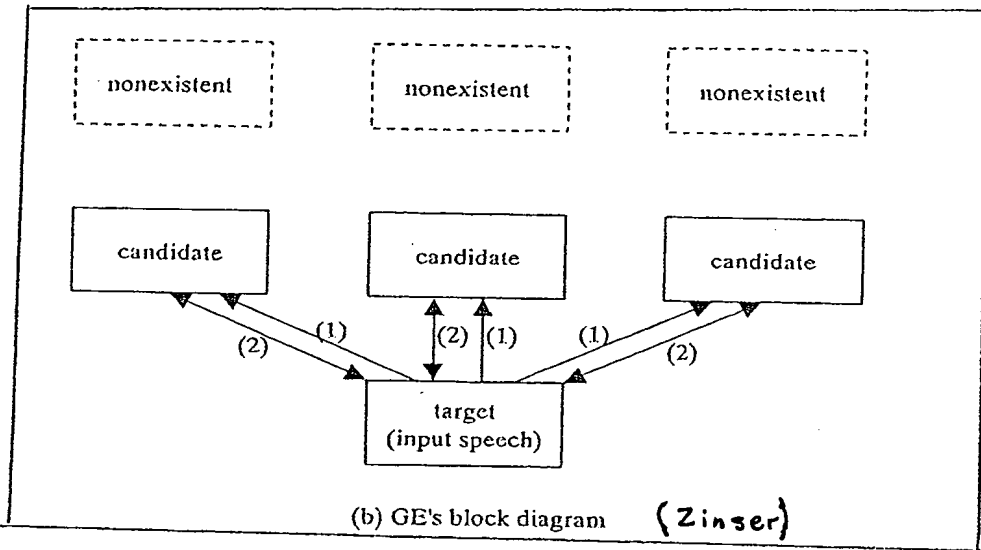 nonexistent nonexistent nonexistent
candidate candidate candidate
(1) (2) (2) (1) (1) (2)
target
(input speech)
(b) GE's block diagram (Zinser)